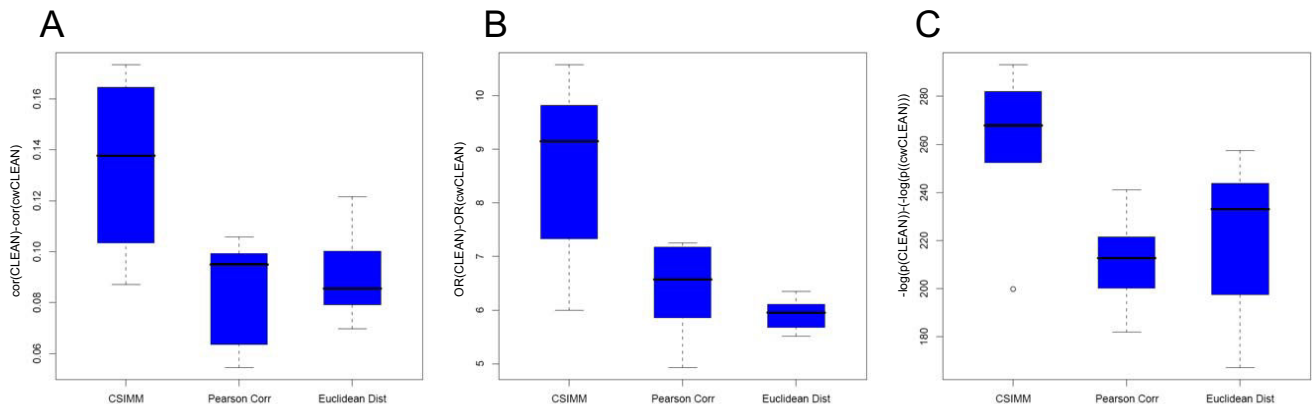 A
cor(CLEAN)-cor(cwCLEAN)
0.16
0.14
0.12
0.10
0.08
0.06
CSIMM Pearson Corr Euclidean Dist
B
OR(CLEAN)-OR(cwCLEAN)
10
9
8
7
6
5
CSIMM Pearson Corr Euclidean Dist
C
-log(p(CLEAN))-(-log(p((cwCLEAN)))
280
260
240
220
200
180
CSIMM Pearson Corr Euclidean Dist